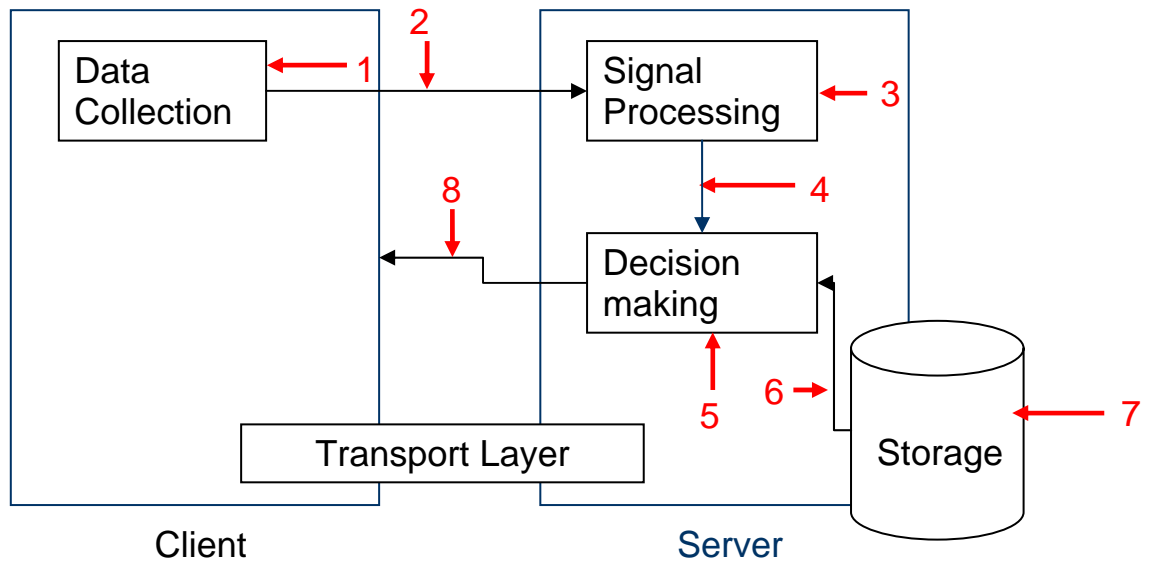 2
Data
Collection
1
Signal
Processing
3
4
8
Decision
making
5
6
7
Transport Layer
Storage
Client
Server